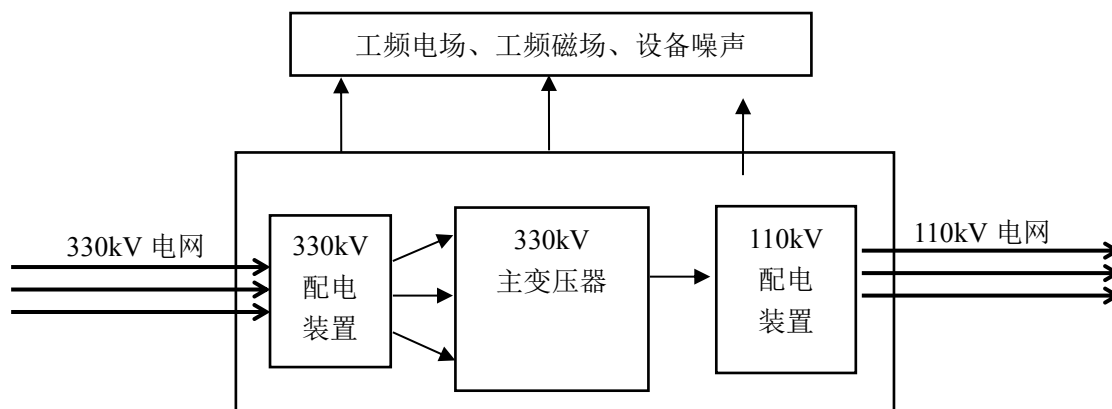 工频电场、工频磁场、设备噪声
330kV 电网
330kV
配电
装置
330kV
主变压器
110kV
配电
装置
110kV 电网